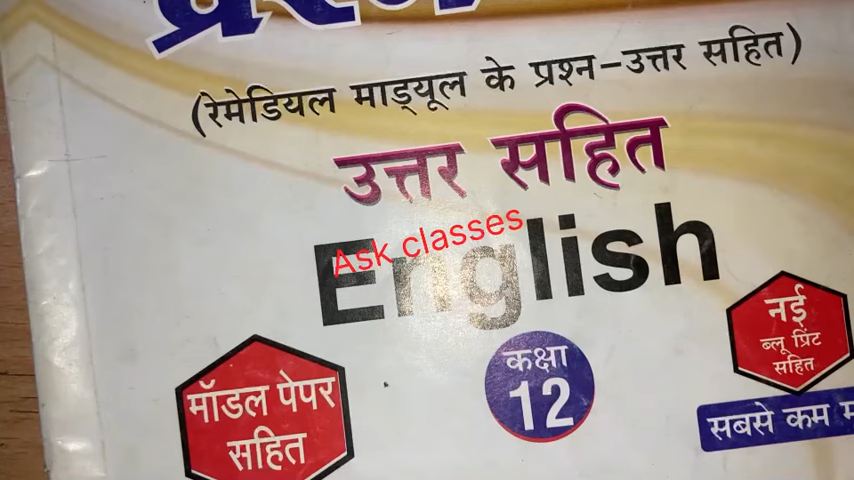 (रेमेडियल माड्यूल के प्रश्न-उत्तर सहित)
उत्तर सहित
Ask classes
English
नई
ब्लू प्रिंट
सहित
कक्षा
12
मॉडल पेपर
सहित
सबसे कम